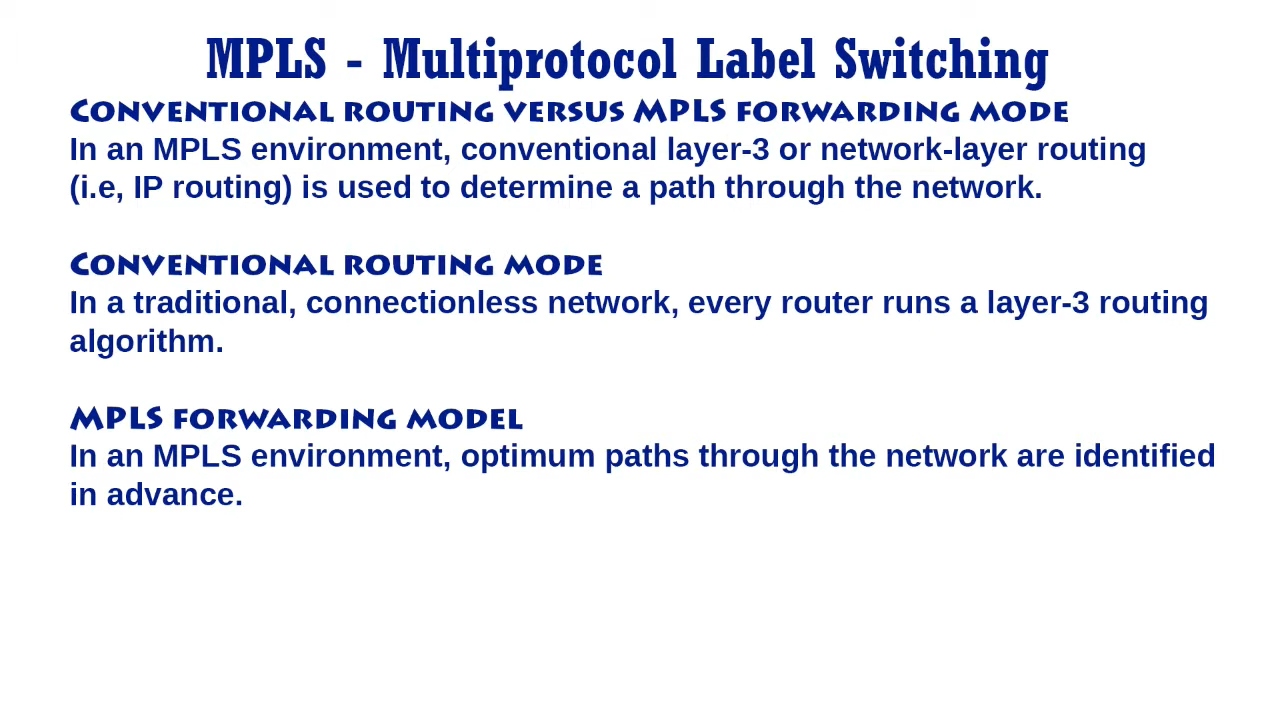 MPLS - Multiprotocol Label Switching
Conventional routing versus MPLS forwarding mode
In an MPLS environment, conventional layer-3 or network-layer routing
(i.e, IP routing) is used to determine a path through the network.
Conventional routing mode
In a traditional, connectionless network, every router runs a layer-3 routing
algorithm.
MPLS forwarding model
In an MPLS environment, optimum paths through the network are identified
in advance.